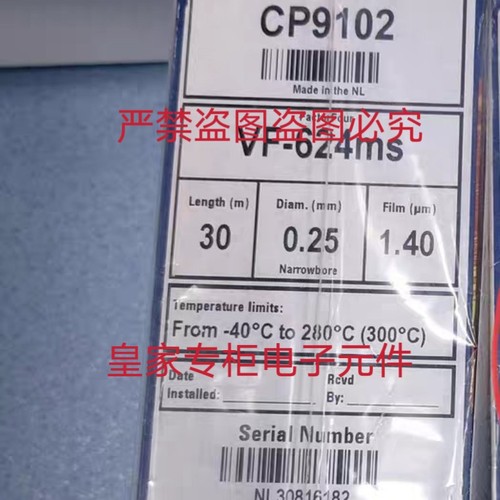 CP9102
Made in the NL
严禁盗图盗图必究
FactorFour
VF-624ms
Length (m) Diam. (mm) Film (μm)
30 0.25 1.40
Narrowbore
Temperature limits:
From -40°C to 280°C (300°C)
皇家专柜电子元件
Date Rcvd
Installed: By:
Serial Number
NL30816182